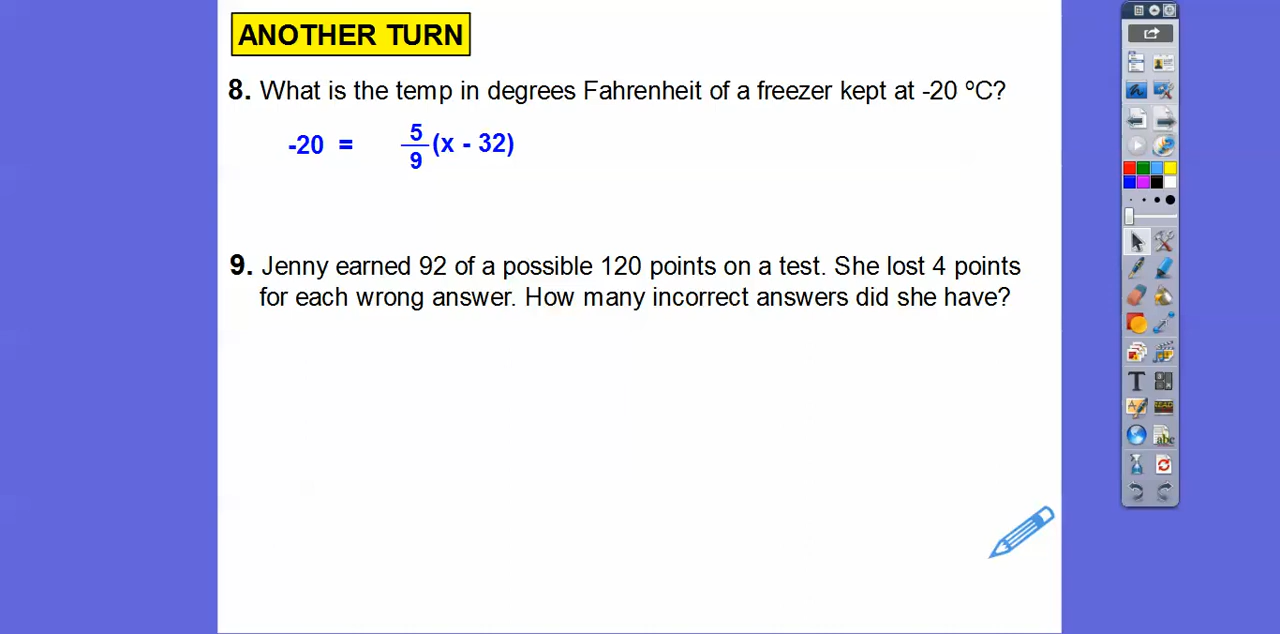 ANOTHER TURN
8. What is the temp in degrees Fahrenheit of a freezer kept at -20 ºC?
-20 = 5/9 (x - 32)
9. Jenny earned 92 of a possible 120 points on a test. She lost 4 points
for each wrong answer. How many incorrect answers did she have?